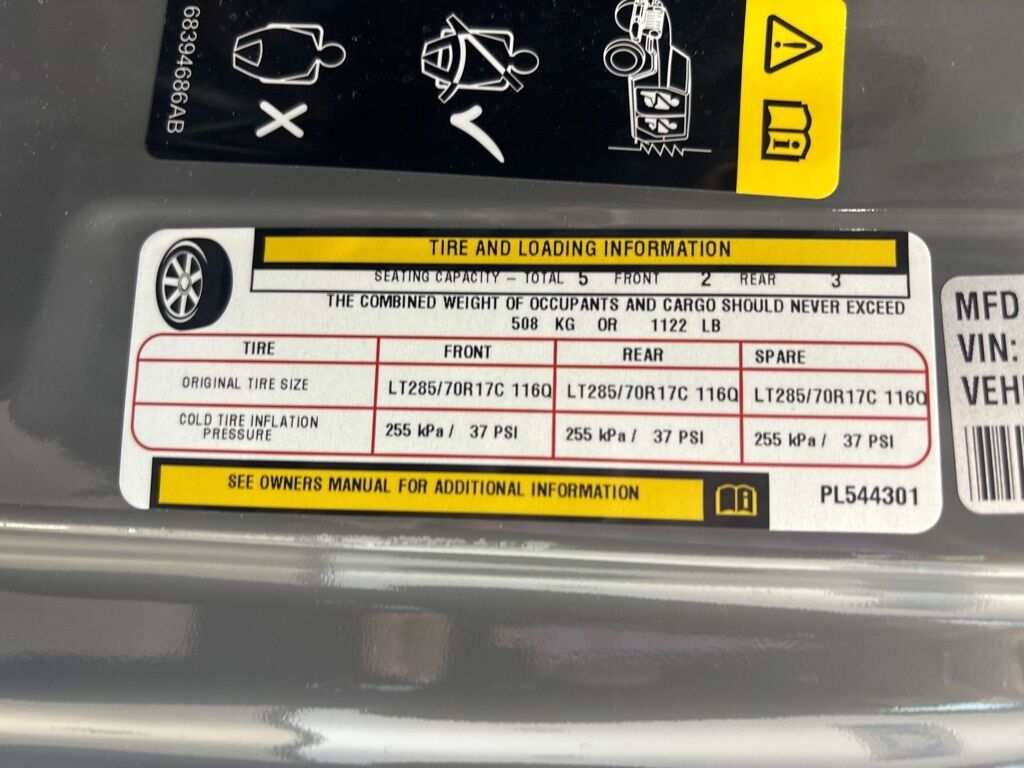 68394686AB
TIRE AND LOADING INFORMATION
SEATING CAPACITY – TOTAL 5 FRONT 2 REAR 3
THE COMBINED WEIGHT OF OCCUPANTS AND CARGO SHOULD NEVER EXCEED
508 KG OR 1122 LB
TIRE FRONT REAR SPARE
ORIGINAL TIRE SIZE LT285/70R17C 116Q LT285/70R17C 116Q LT285/70R17C 116Q
COLD TIRE INFLATION PRESSURE 255 kPa / 37 PSI 255 kPa / 37 PSI 255 kPa / 37 PSI
SEE OWNERS MANUAL FOR ADDITIONAL INFORMATION
PL544301
MFD
VIN:
VEH